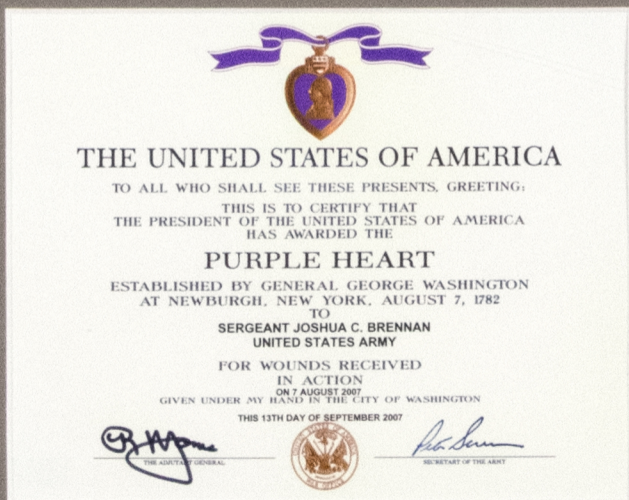 THE UNITED STATES OF AMERICA
TO ALL WHO SHALL SEE THESE PRESENTS, GREETING:
THIS IS TO CERTIFY THAT
THE PRESIDENT OF THE UNITED STATES OF AMERICA
HAS AWARDED THE
PURPLE HEART
ESTABLISHED BY GENERAL GEORGE WASHINGTON
AT NEWBURGH, NEW YORK, AUGUST 7, 1782
TO
SERGEANT JOSHUA C. BRENNAN
UNITED STATES ARMY
FOR WOUNDS RECEIVED
IN ACTION
ON 7 AUGUST 2007
GIVEN UNDER MY HAND IN THE CITY OF WASHINGTON
THIS 13TH DAY OF SEPTEMBER 2007
THE ADJUTANT GENERAL
SECRETARY OF THE ARMY